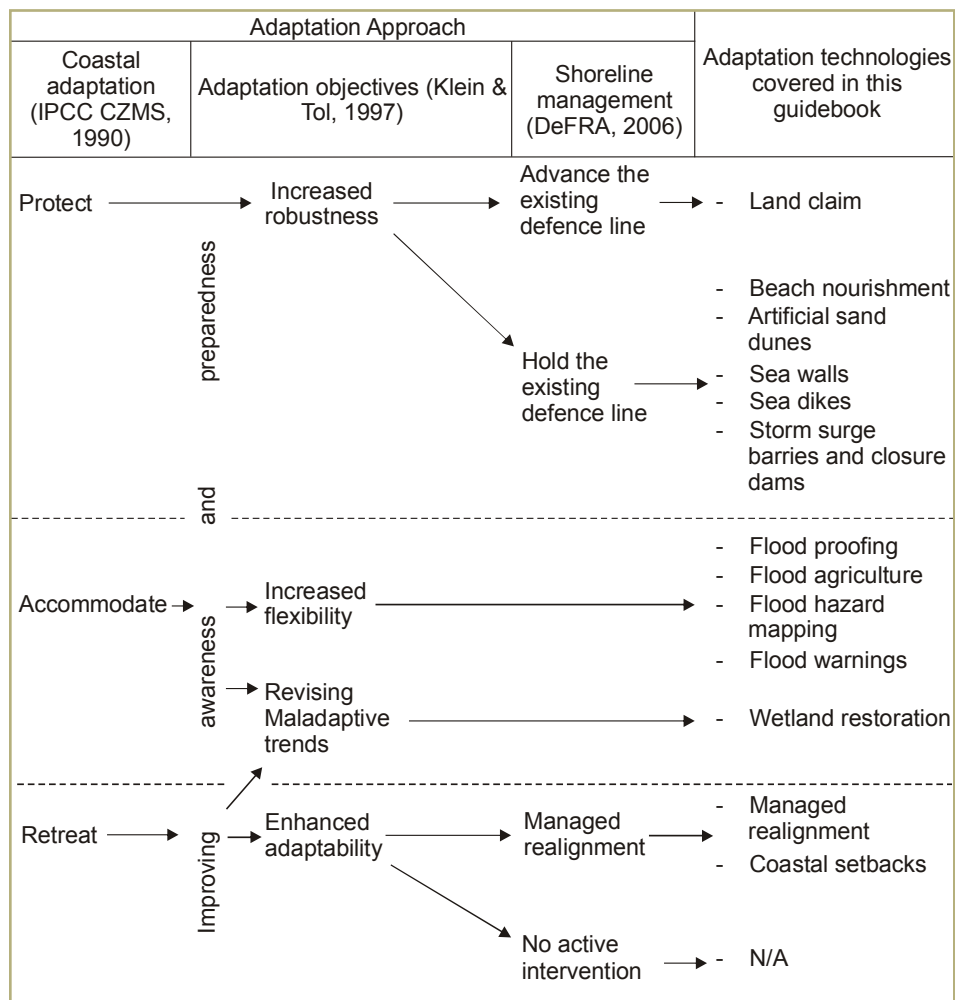 Adaptation Approach
Coastal
adaptation
(IPCC CZMS,
1990)
Adaptation objectives (Klein &
Tol, 1997)
Shoreline
management
(DeFRA, 2006)
Adaptation technologies
covered in this
guidebook
Protect
Increased
robustness
Advance the
existing
defence line
- Land claim
Hold the
existing
defence line
- Beach nourishment
- Artificial sand
dunes
- Sea walls
- Sea dikes
- Storm surge
barries and closure
dams
Accommodate
Increased
flexibility
- Flood proofing
- Flood agriculture
- Flood hazard
mapping
- Flood warnings
Revising
Maladaptive
trends
- Wetland restoration
Retreat
Enhanced
adaptability
Managed
realignment
- Managed
realignment
- Coastal setbacks
No active
intervention
- N/A
Improving awareness and preparedness